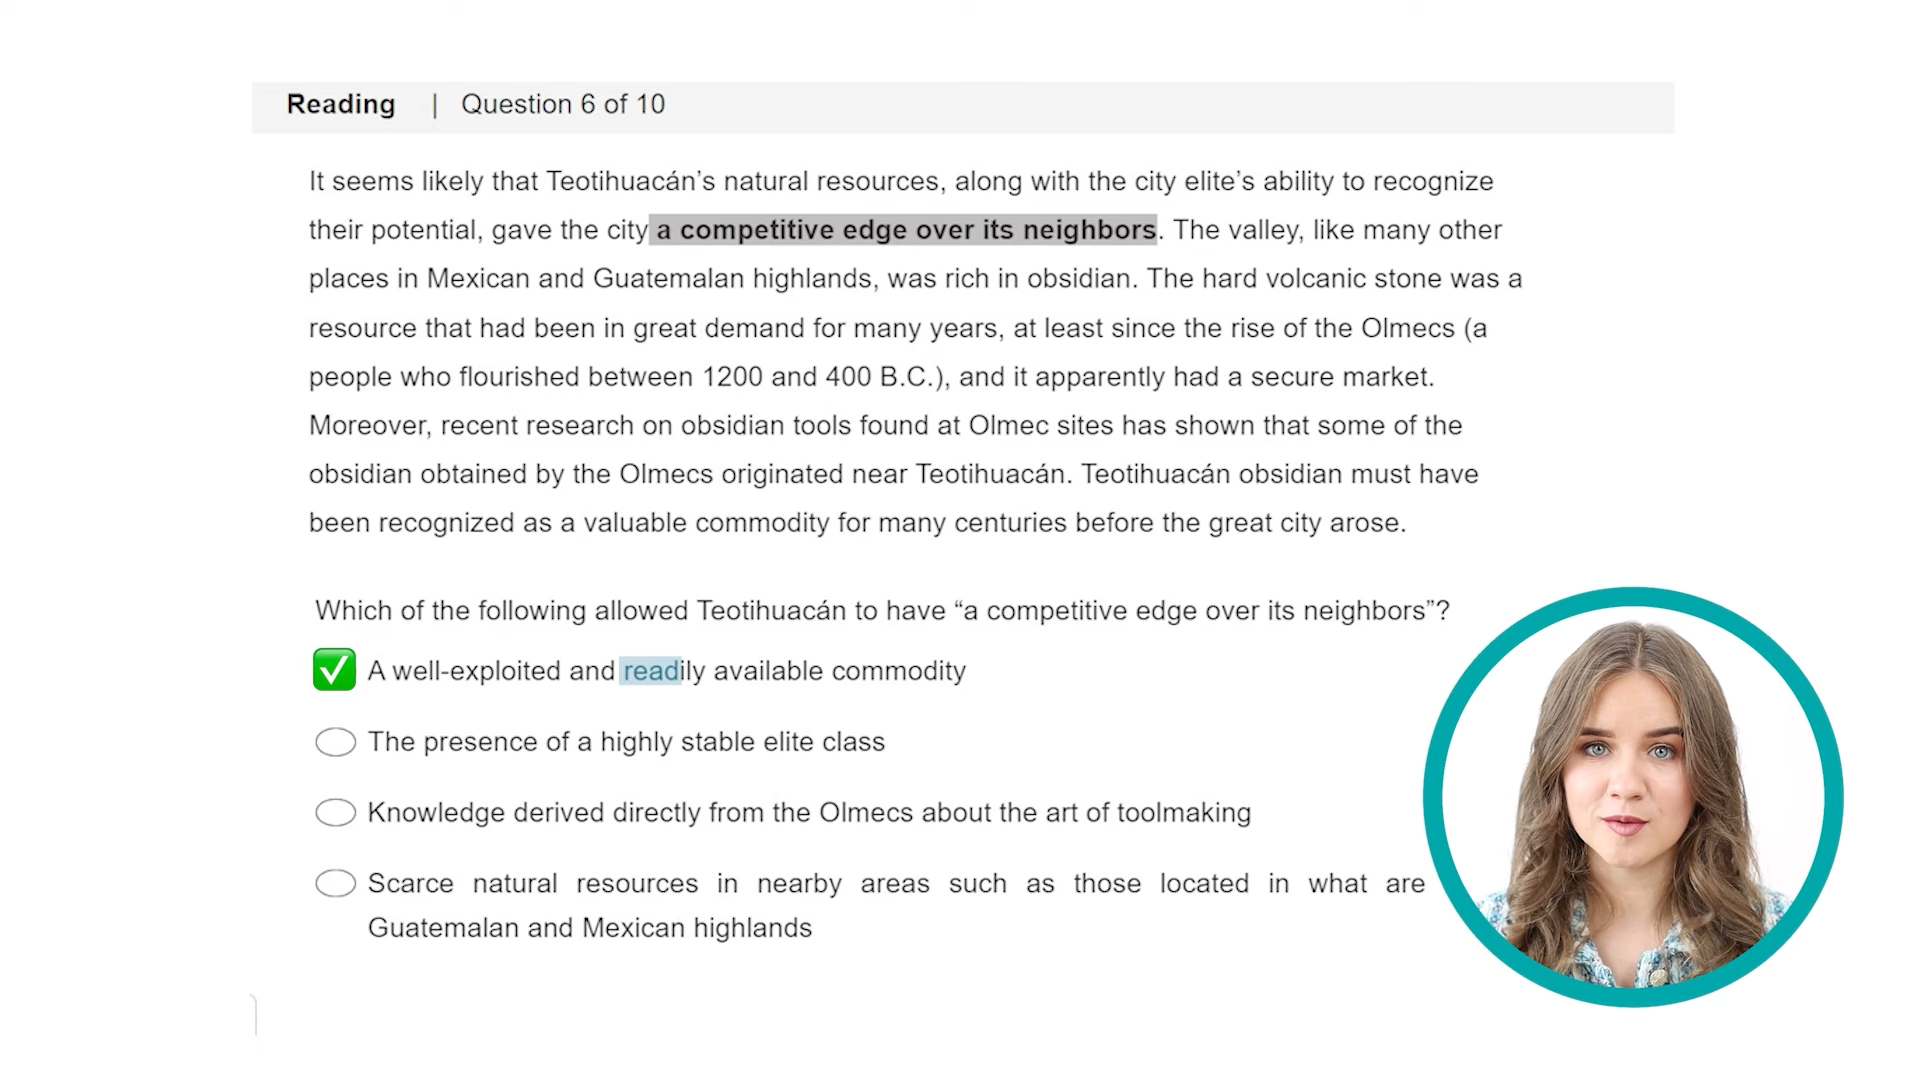 Reading | Question 6 of 10
It seems likely that Teotihuacán’s natural resources, along with the city elite’s ability to recognize
their potential, gave the city a competitive edge over its neighbors. The valley, like many other
places in Mexican and Guatemalan highlands, was rich in obsidian. The hard volcanic stone was a
resource that had been in great demand for many years, at least since the rise of the Olmecs (a
people who flourished between 1200 and 400 B.C.), and it apparently had a secure market.
Moreover, recent research on obsidian tools found at Olmec sites has shown that some of the
obsidian obtained by the Olmecs originated near Teotihuacán. Teotihuacán obsidian must have
been recognized as a valuable commodity for many centuries before the great city arose.
Which of the following allowed Teotihuacán to have “a competitive edge over its neighbors”?
A well-exploited and readily available commodity
The presence of a highly stable elite class
Knowledge derived directly from the Olmecs about the art of toolmaking
Scarce natural resources in nearby areas such as those located in what are
Guatemalan and Mexican highlands